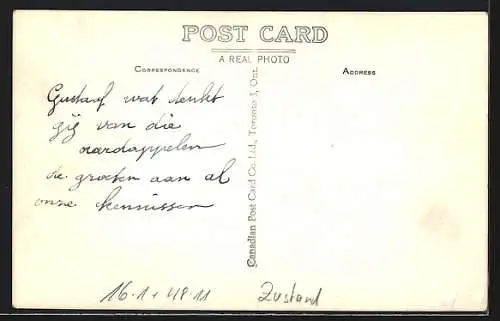 POST CARD
A REAL PHOTO
CORRESPONDENCE
ADDRESS
Gustaaf wat denkt
gij van die
aardappelen
de groeten aan al
onze kennissen
Canadian Post Card Co. Ltd., Toronto 1, Ont.
16.1 + 48.11
Zustand